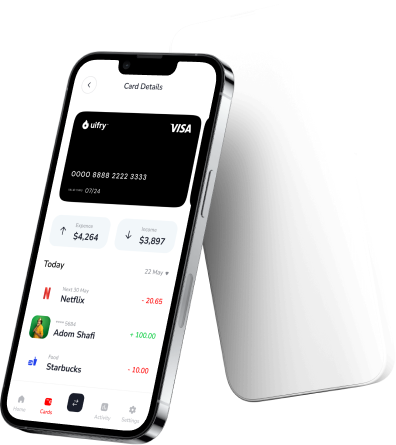 Card Details
uifry
VISA
0000 8888 2222 3333
07/24
Expense
$4,264
Income
$3,897
Today
22 May
Next 30 May
Netflix
- 20.65
5684
Adom Shafi
+ 100.00
Food
Starbucks
- 10.00
Home
Cards
Activity
Settings